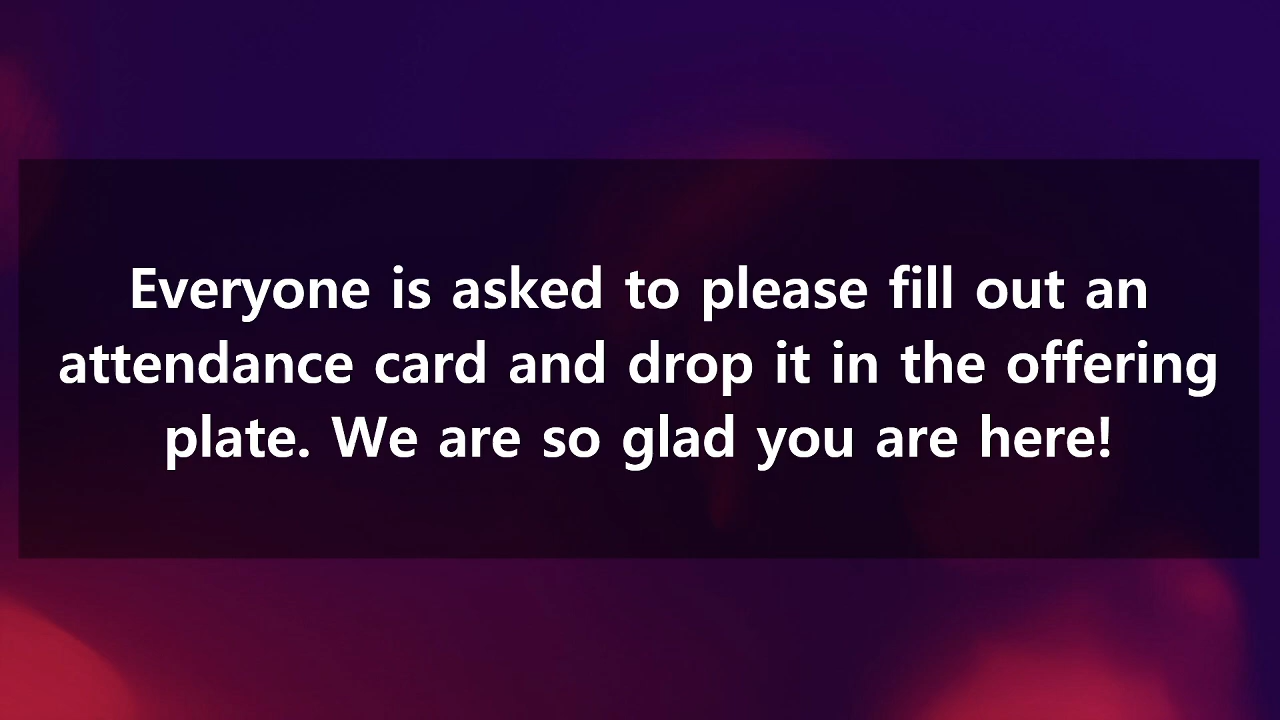 Everyone is asked to please fill out an
attendance card and drop it in the offering
plate. We are so glad you are here!